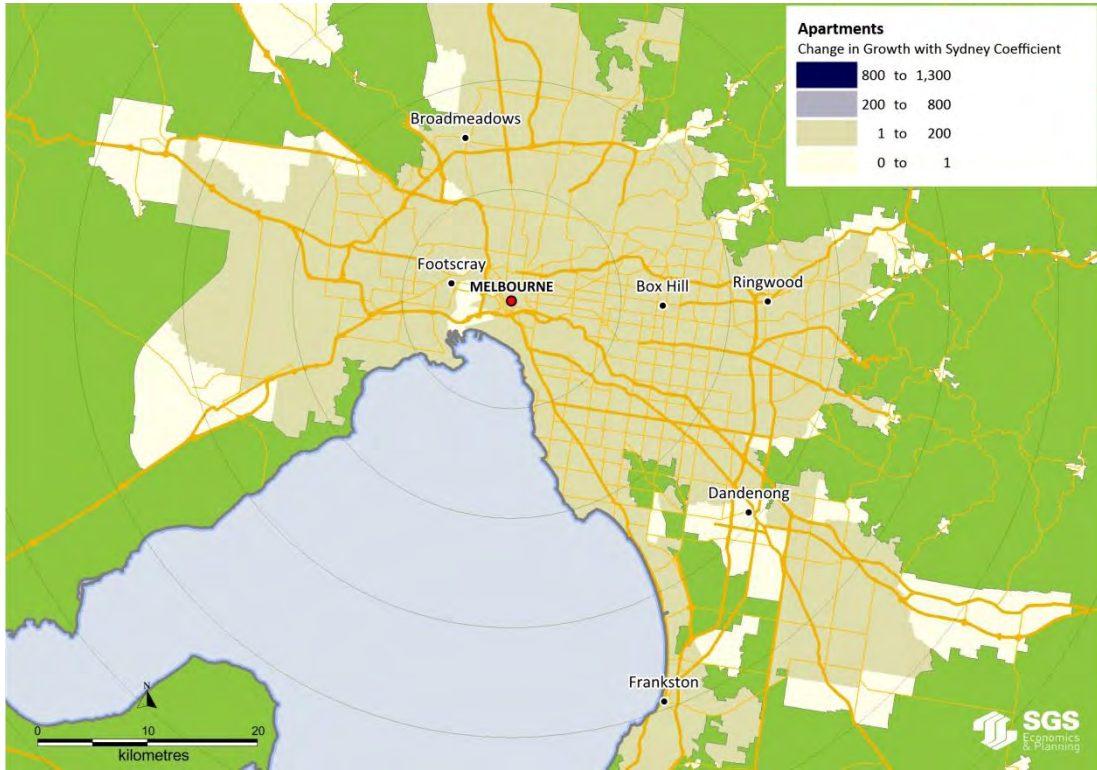 Apartments
Change in Growth with Sydney Coefficient
800 to 1,300
200 to 800
1 to 200
0 to 1
Broadmeadows
Footscray
MELBOURNE
Box Hill
Ringwood
Dandenong
Frankston
N
0 10 20
kilometres
SGS
Economics
& Planning